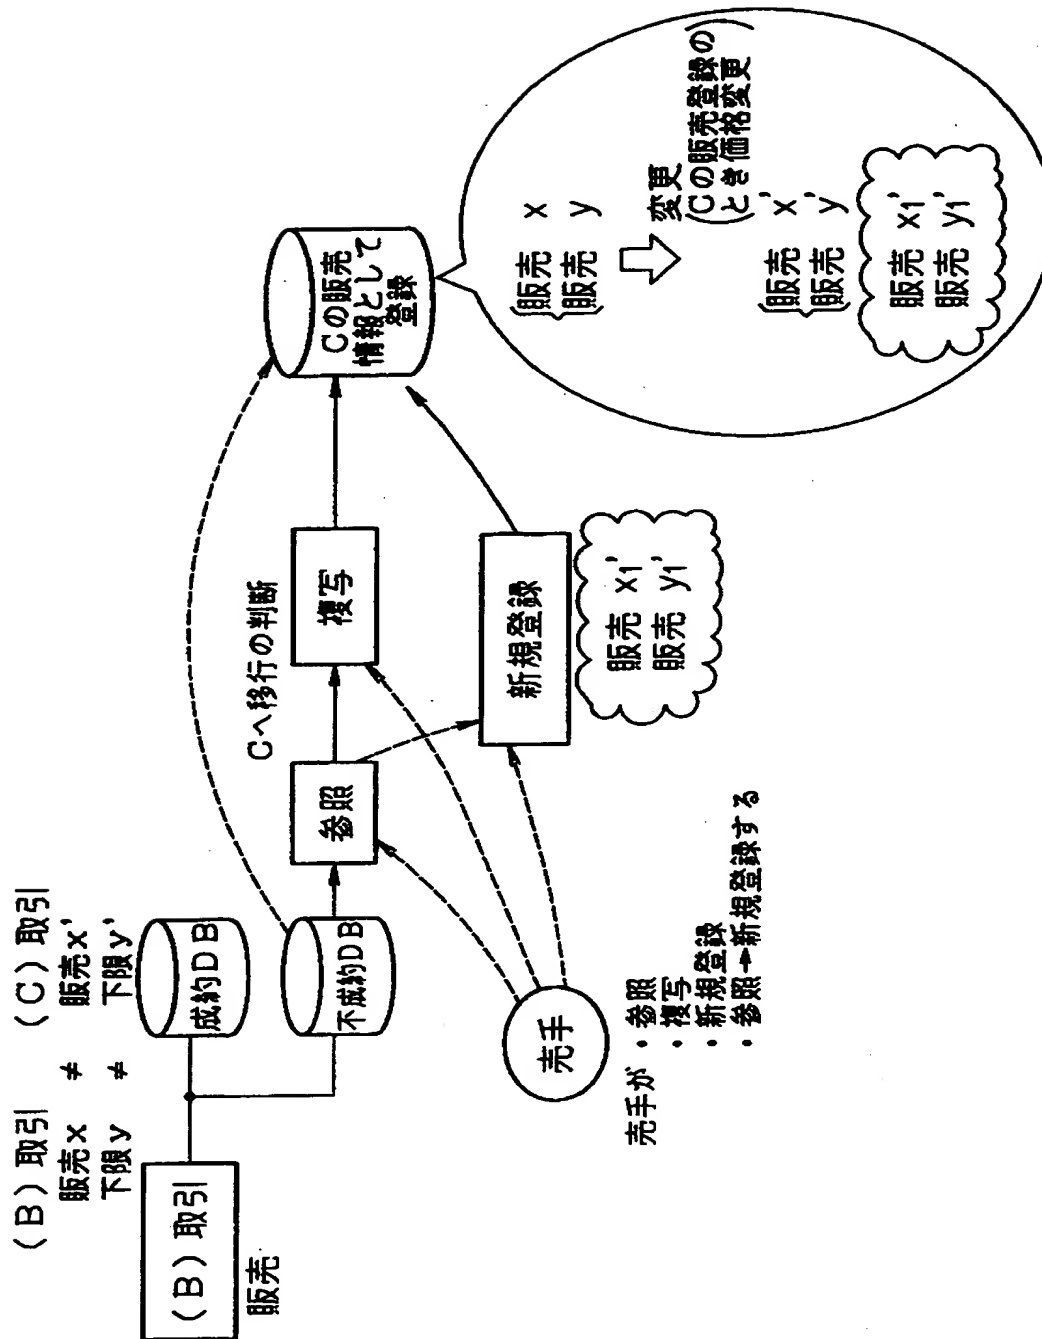 (B)取引 (C)取引
販売x ≠ 販売x'
下限y ≠ 下限y'
(B)取引
販売
成約DB
不成約DB
参照
Cへ移行の判断
複写
Cの販売
情報として
登録
売手
売手が ・参照
・複写
・新規登録
・参照→新規登録する
新規登録
販売 x1'
販売 y1'
販売 x
販売 y
変更
(Cの販売登録の
とき価格変更)
販売 x'
販売 y'
販売 x1'
販売 y1'